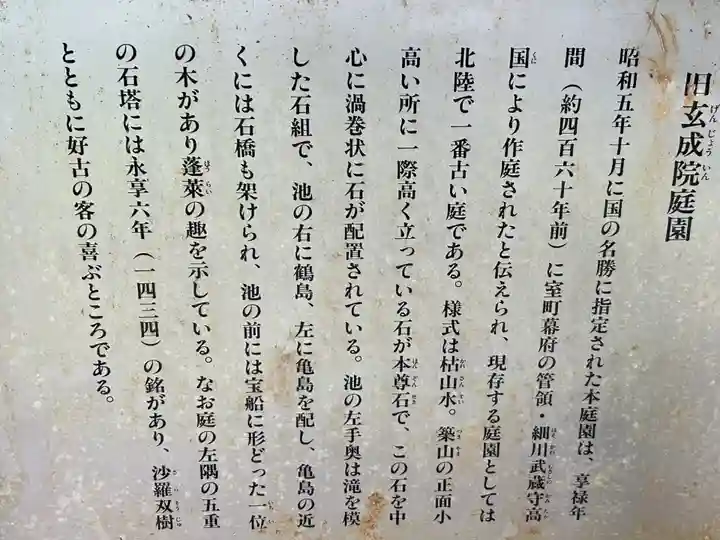 旧玄成院庭園
昭和五年十月に国の名勝に指定された本庭園は、享禄年
間（約四百六十年前）に室町幕府の管領・細川武蔵守高
国により作庭されたと伝えられ、現存する庭園としては
北陸で一番古い庭である。様式は枯山水。築山の正面小
高い所に一際高く立っている石が本尊石で、この石を中
心に渦巻状に石が配置されている。池の左手奥は滝を模
した石組で、池の右に鶴島、左に亀島を配し、亀島の近
くには石橋も架けられ、池の前には宝船に形どった一位
の木があり蓬萊の趣を示している。なお庭の左隅の五重
の石塔には永享六年（一四三四）の銘があり、沙羅双樹
とともに好古の客の喜ぶところである。